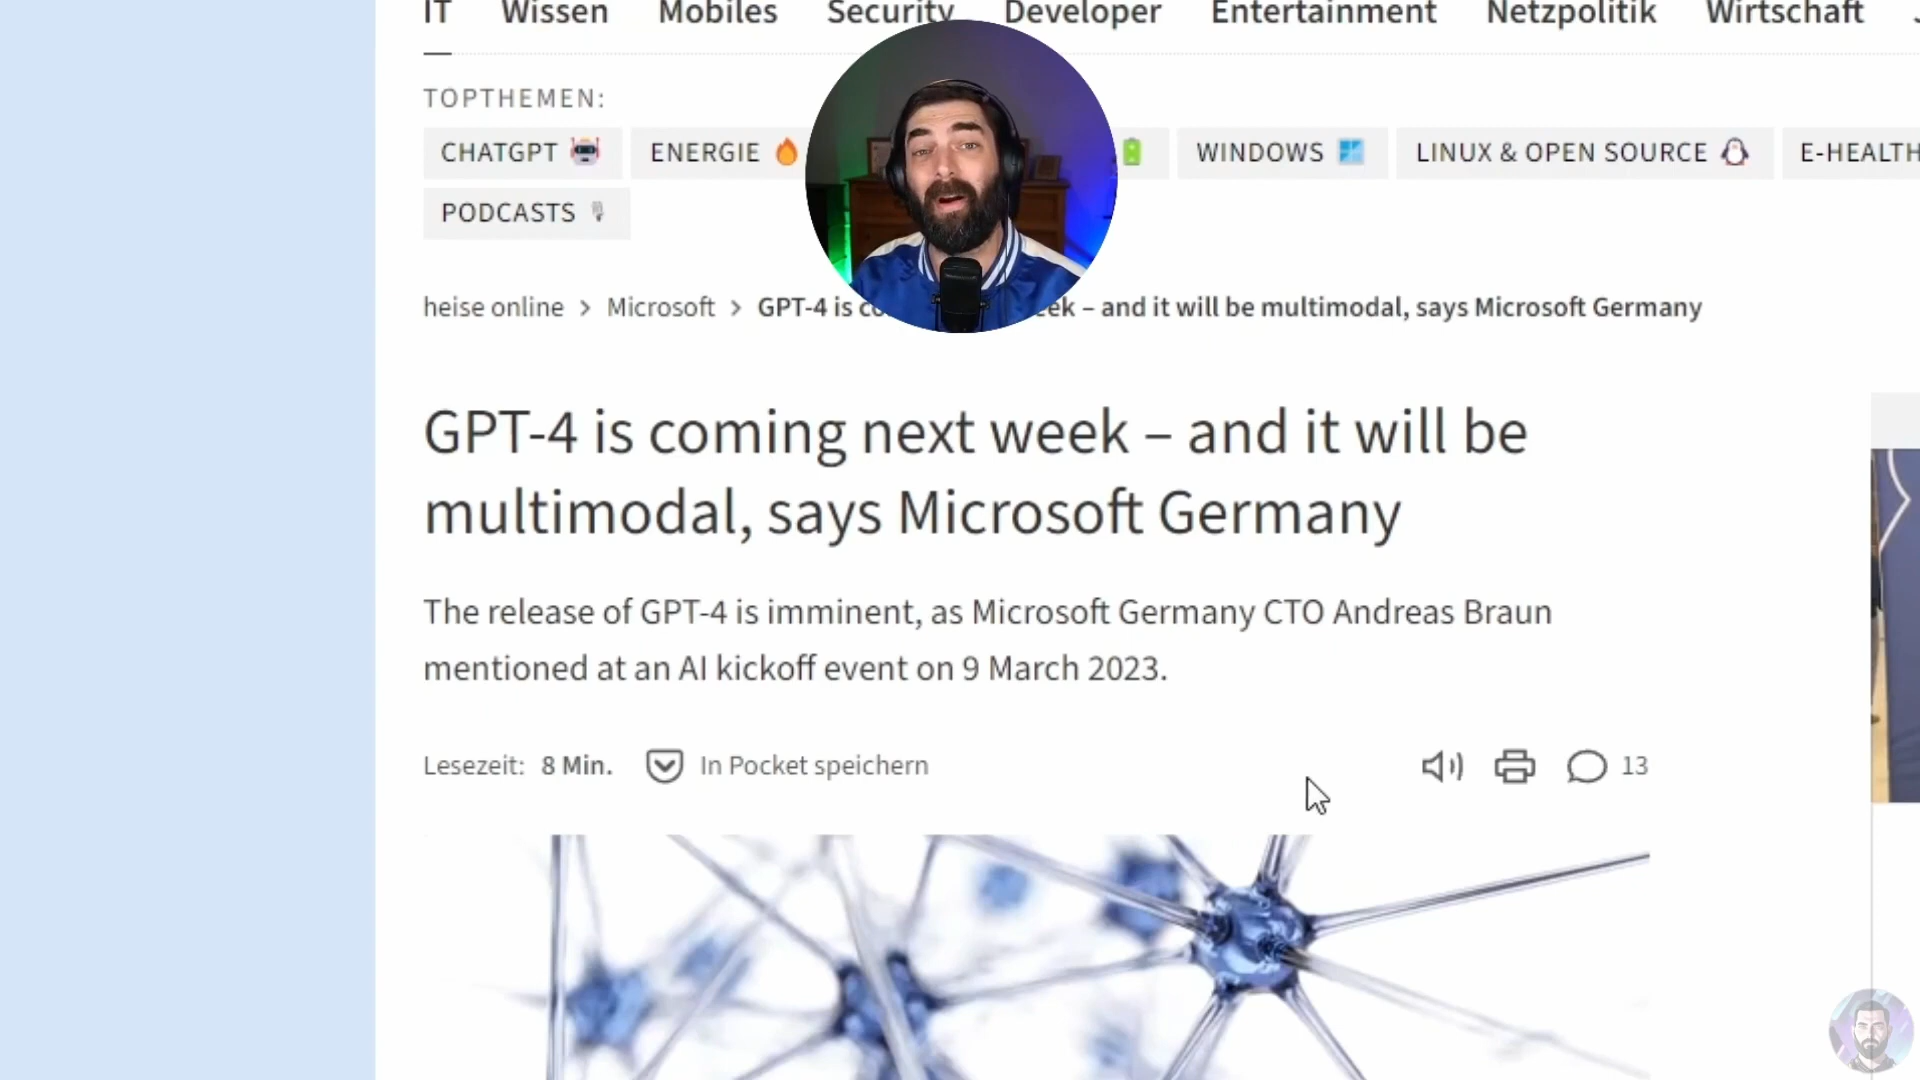 IT Wissen Mobiles Security Developer Entertainment Netzpolitik Wirtschaft
TOPTHEMEN:
CHATGPT ENERGIE WINDOWS LINUX & OPEN SOURCE E-HEALTH
PODCASTS
heise online > Microsoft > GPT-4 is – and it will be multimodal, says Microsoft Germany
GPT-4 is coming next week – and it will be
multimodal, says Microsoft Germany
The release of GPT-4 is imminent, as Microsoft Germany CTO Andreas Braun
mentioned at an AI kickoff event on 9 March 2023.
Lesezeit: 8 Min. In Pocket speichern 13